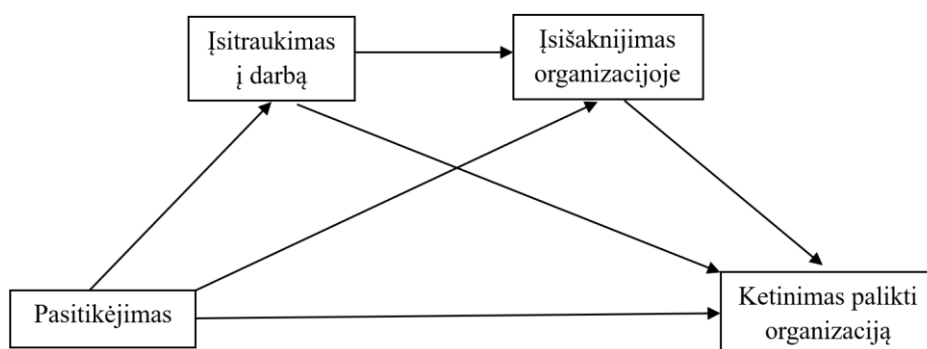 Įsitraukimas
į darbą
Įsišaknijimas
organizacijoje
Pasitikėjimas
Ketinimas palikti
organizaciją